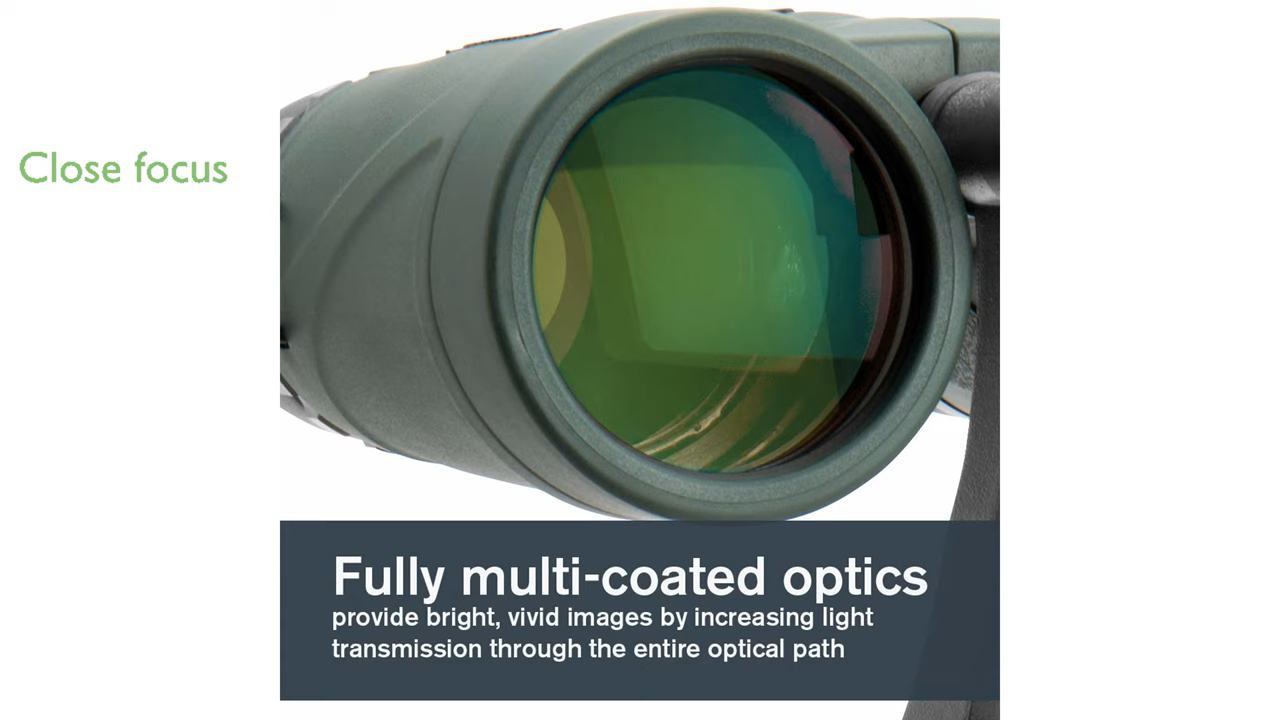 Close focus
Fully multi-coated optics
provide bright, vivid images by increasing light
transmission through the entire optical path